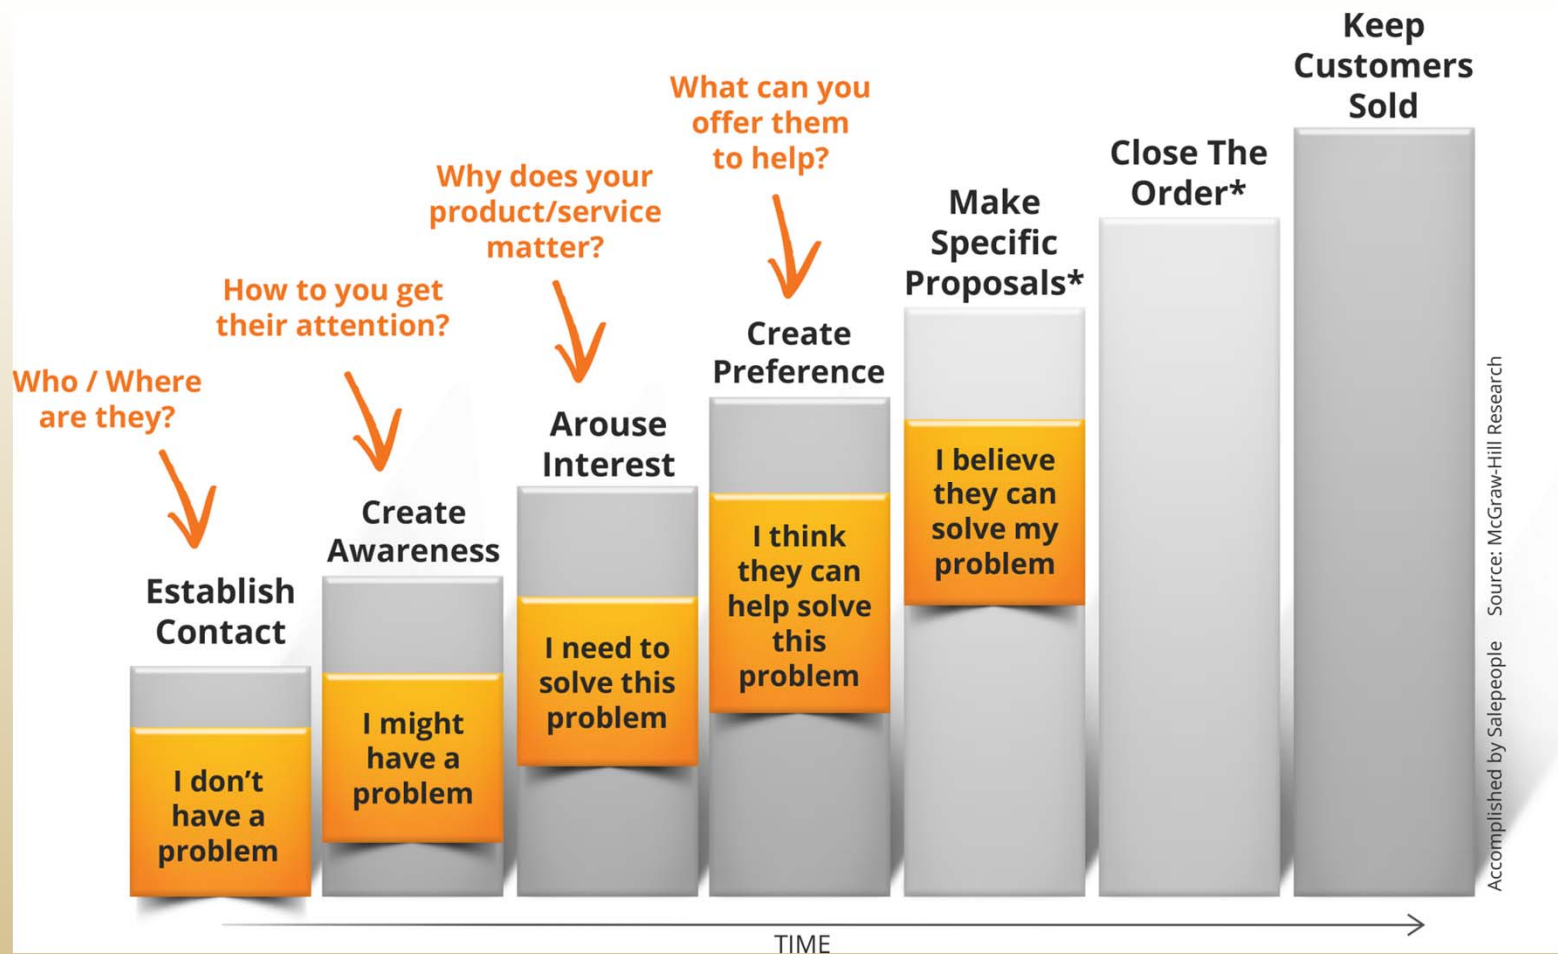 Who / Where
are they?
How to you get
their attention?
Why does your
product/service
matter?
What can you
offer them
to help?
Establish
Contact
Create
Awareness
Arouse
Interest
Create
Preference
Make
Specific
Proposals*
Close The
Order*
Keep
Customers
Sold
I don’t
have a
problem
I might
have a
problem
I need to
solve this
problem
I think
they can
help solve
this
problem
I believe
they can
solve my
problem
Accomplished by Salepeople Source: McGraw-Hill Research
TIME